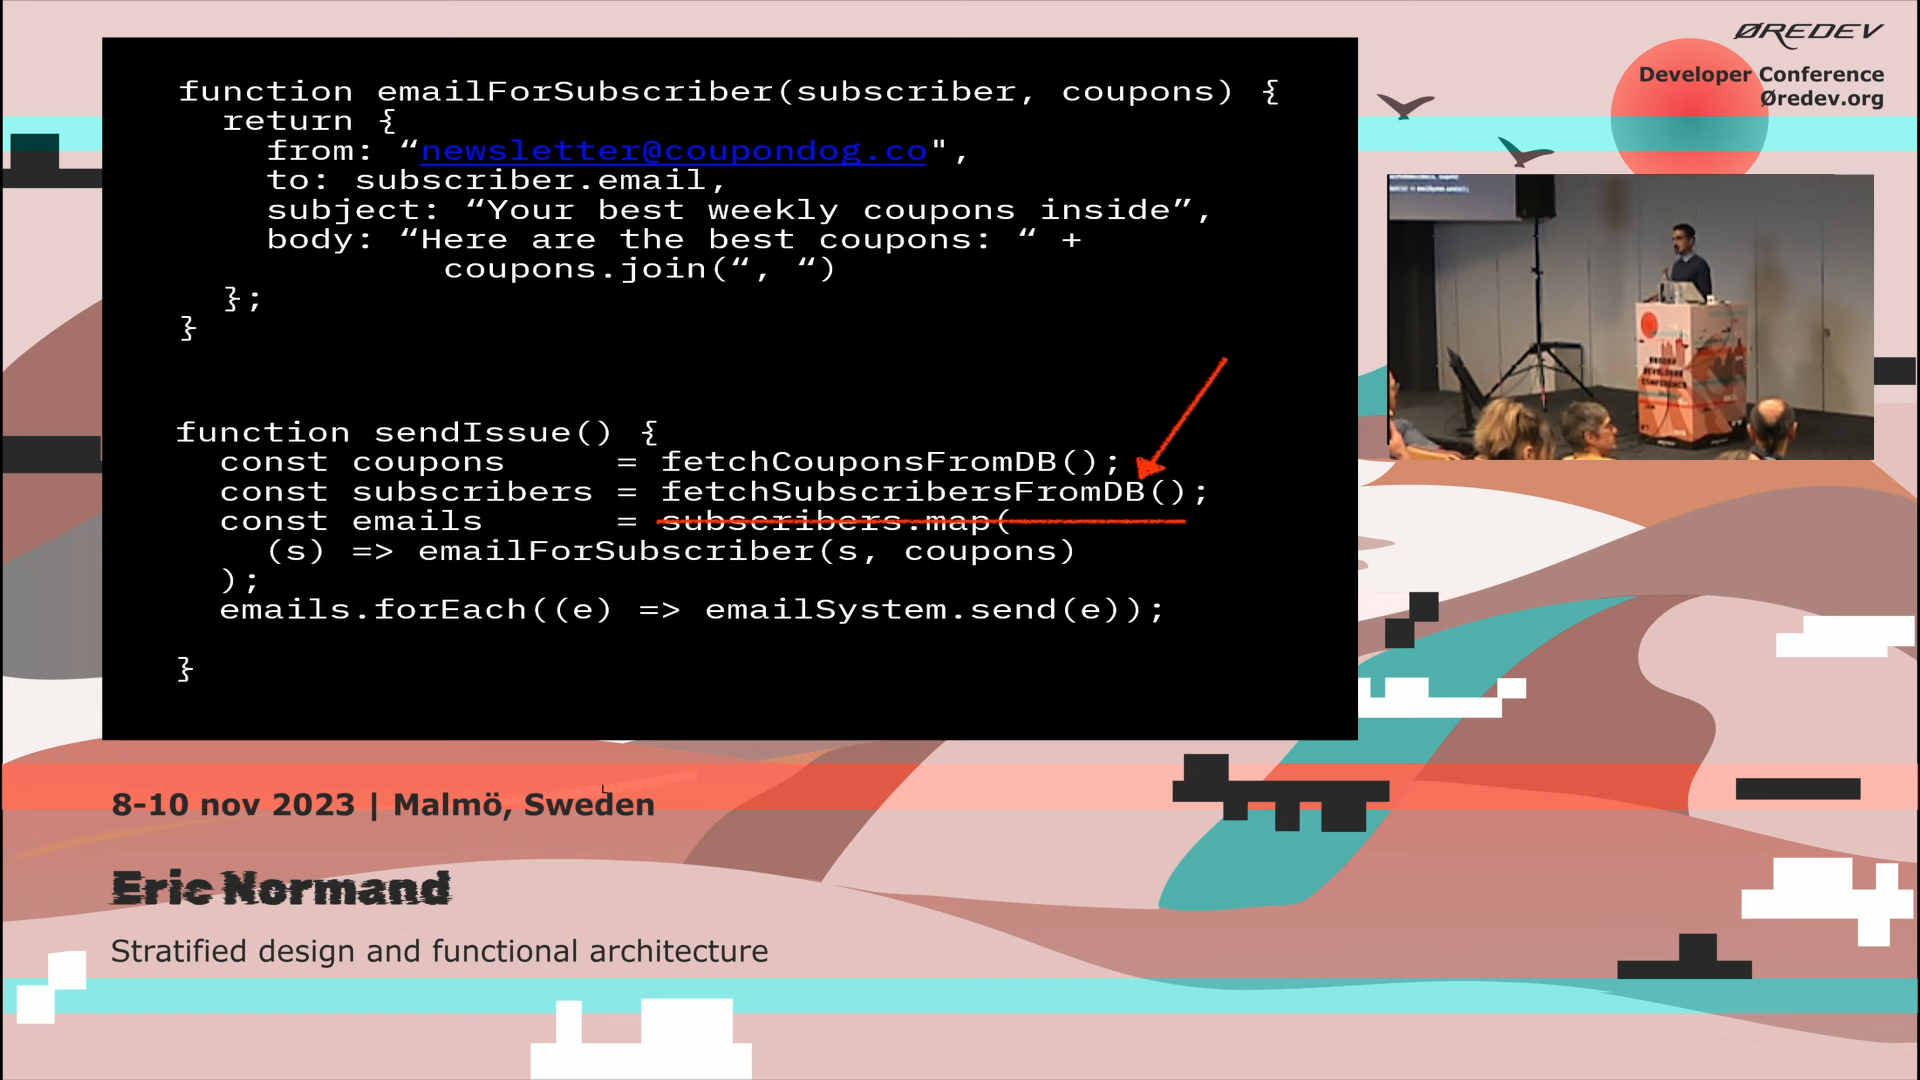 function emailForSubscriber(subscriber, coupons) {
return {
from: “newsletter@coupondog.co",
to: subscriber.email,
subject: “Your best weekly coupons inside”,
body: “Here are the best coupons: “ +
coupons.join(“, “)
};
}
function sendIssue() {
const coupons = fetchCouponsFromDB();
const subscribers = fetchSubscribersFromDB();
const emails = subscribers.map(
(s) => emailForSubscriber(s, coupons)
);
emails.forEach((e) => emailSystem.send(e));
}
ØREDEV
Developer Conference
Øredev.org
ØREDEV
DEVELOPER
CONFERENCE
8-10 nov 2023 | Malmö, Sweden
Eric Normand
Stratified design and functional architecture